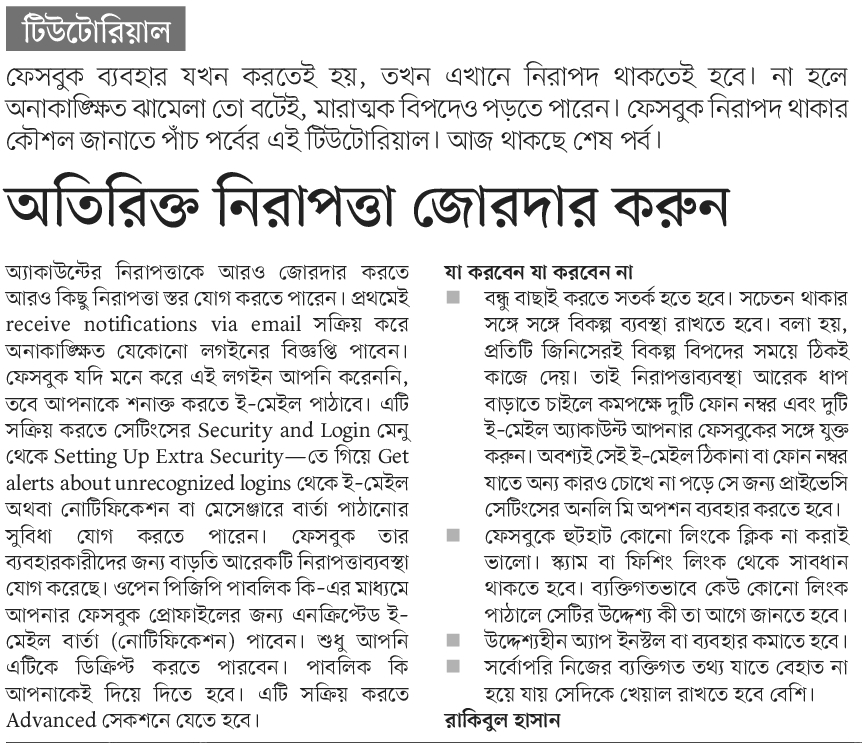 টিউটোরিয়াল
ফেসবুক ব্যবহার যখন করতেই হয়, তখন এখানে নিরাপদ থাকতেই হবে। না হলে
অনাকাঙ্ক্ষিত ঝামেলা তো বটেই, মারাত্মক বিপদেও পড়তে পারেন। ফেসবুক নিরাপদ থাকার
কৌশল জানাতে পাঁচ পর্বের এই টিউটোরিয়াল। আজ থাকছে শেষ পর্ব।
অতিরিক্ত নিরাপত্তা জোরদার করুন
অ্যাকাউন্টের নিরাপত্তাকে আরও জোরদার করতে
আরও কিছু নিরাপত্তা স্তর যোগ করতে পারেন। প্রথমেই
receive notifications via email সক্রিয় করে
অনাকাঙ্ক্ষিত যেকোনো লগইনের বিজ্ঞপ্তি পাবেন।
ফেসবুক যদি মনে করে এই লগইন আপনি করেননি,
তবে আপনাকে শনাক্ত করতে ই-মেইল পাঠাবে। এটি
সক্রিয় করতে সেটিংসের Security and Login মেনু
থেকে Setting Up Extra Security—তে গিয়ে Get
alerts about unrecognized logins থেকে ই-মেইল
অথবা নোটিফিকেশন বা মেসেঞ্জারে বার্তা পাঠানোর
সুবিধা যোগ করতে পারেন। ফেসবুক তার
ব্যবহারকারীদের জন্য বাড়তি আরেকটি নিরাপত্তাব্যবস্থা
যোগ করেছে। ওপেন পিজিপি পাবলিক কি-এর মাধ্যমে
আপনার ফেসবুক প্রোফাইলের জন্য এনক্রিপ্টেড ই-
মেইল বার্তা (নোটিফিকেশন) পাবেন। শুধু আপনি
এটিকে ডিক্রিপ্ট করতে পারবেন। পাবলিক কি
আপনাকেই দিয়ে দিতে হবে। এটি সক্রিয় করতে
Advanced সেকশনে যেতে হবে।
যা করবেন যা করবেন না
বন্ধু বাছাই করতে সতর্ক হতে হবে। সচেতন থাকার
সঙ্গে সঙ্গে বিকল্প ব্যবস্থা রাখতে হবে। বলা হয়,
প্রতিটি জিনিসেরই বিকল্প বিপদের সময়ে ঠিকই
কাজে দেয়। তাই নিরাপত্তাব্যবস্থা আরেক ধাপ
বাড়াতে চাইলে কমপক্ষে দুটি ফোন নম্বর এবং দুটি
ই-মেইল অ্যাকাউন্ট আপনার ফেসবুকের সঙ্গে যুক্ত
করুন। অবশ্যই সেই ই-মেইল ঠিকানা বা ফোন নম্বর
যাতে অন্য কারও চোখে না পড়ে সে জন্য প্রাইভেসি
সেটিংসের অনলি মি অপশন ব্যবহার করতে হবে।
ফেসবুকে হুটহাট কোনো লিংকে ক্লিক না করাই
ভালো। স্ক্যাম বা ফিশিং লিংক থেকে সাবধান
থাকতে হবে। ব্যক্তিগতভাবে কেউ কোনো লিংক
পাঠালে সেটির উদ্দেশ্য কী তা আগে জানতে হবে।
উদ্দেশ্যহীন অ্যাপ ইনস্টল বা ব্যবহার কমাতে হবে।
সর্বোপরি নিজের ব্যক্তিগত তথ্য যাতে বেহাত না
হয়ে যায় সেদিকে খেয়াল রাখতে হবে বেশি।
রাকিবুল হাসান